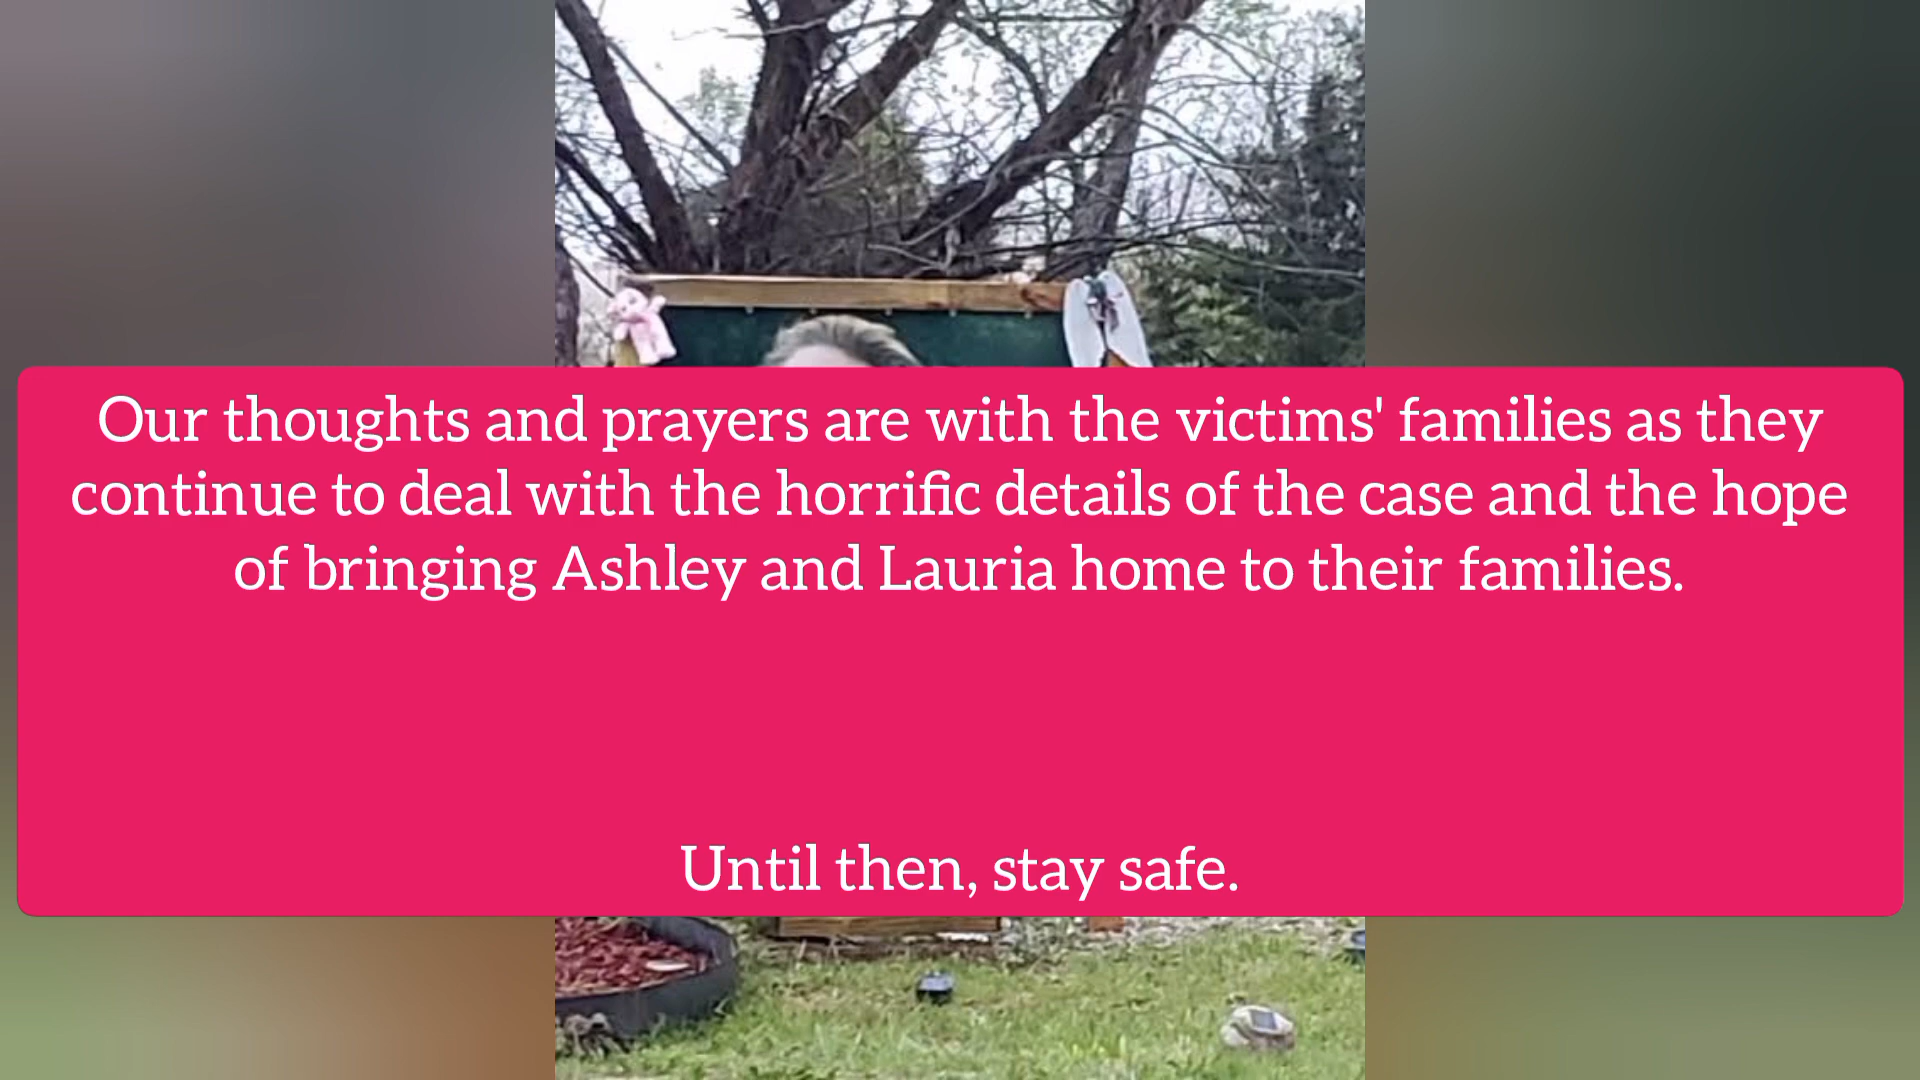 Our thoughts and prayers are with the victims' families as they
continue to deal with the horrific details of the case and the hope
of bringing Ashley and Lauria home to their families.
Until then, stay safe.